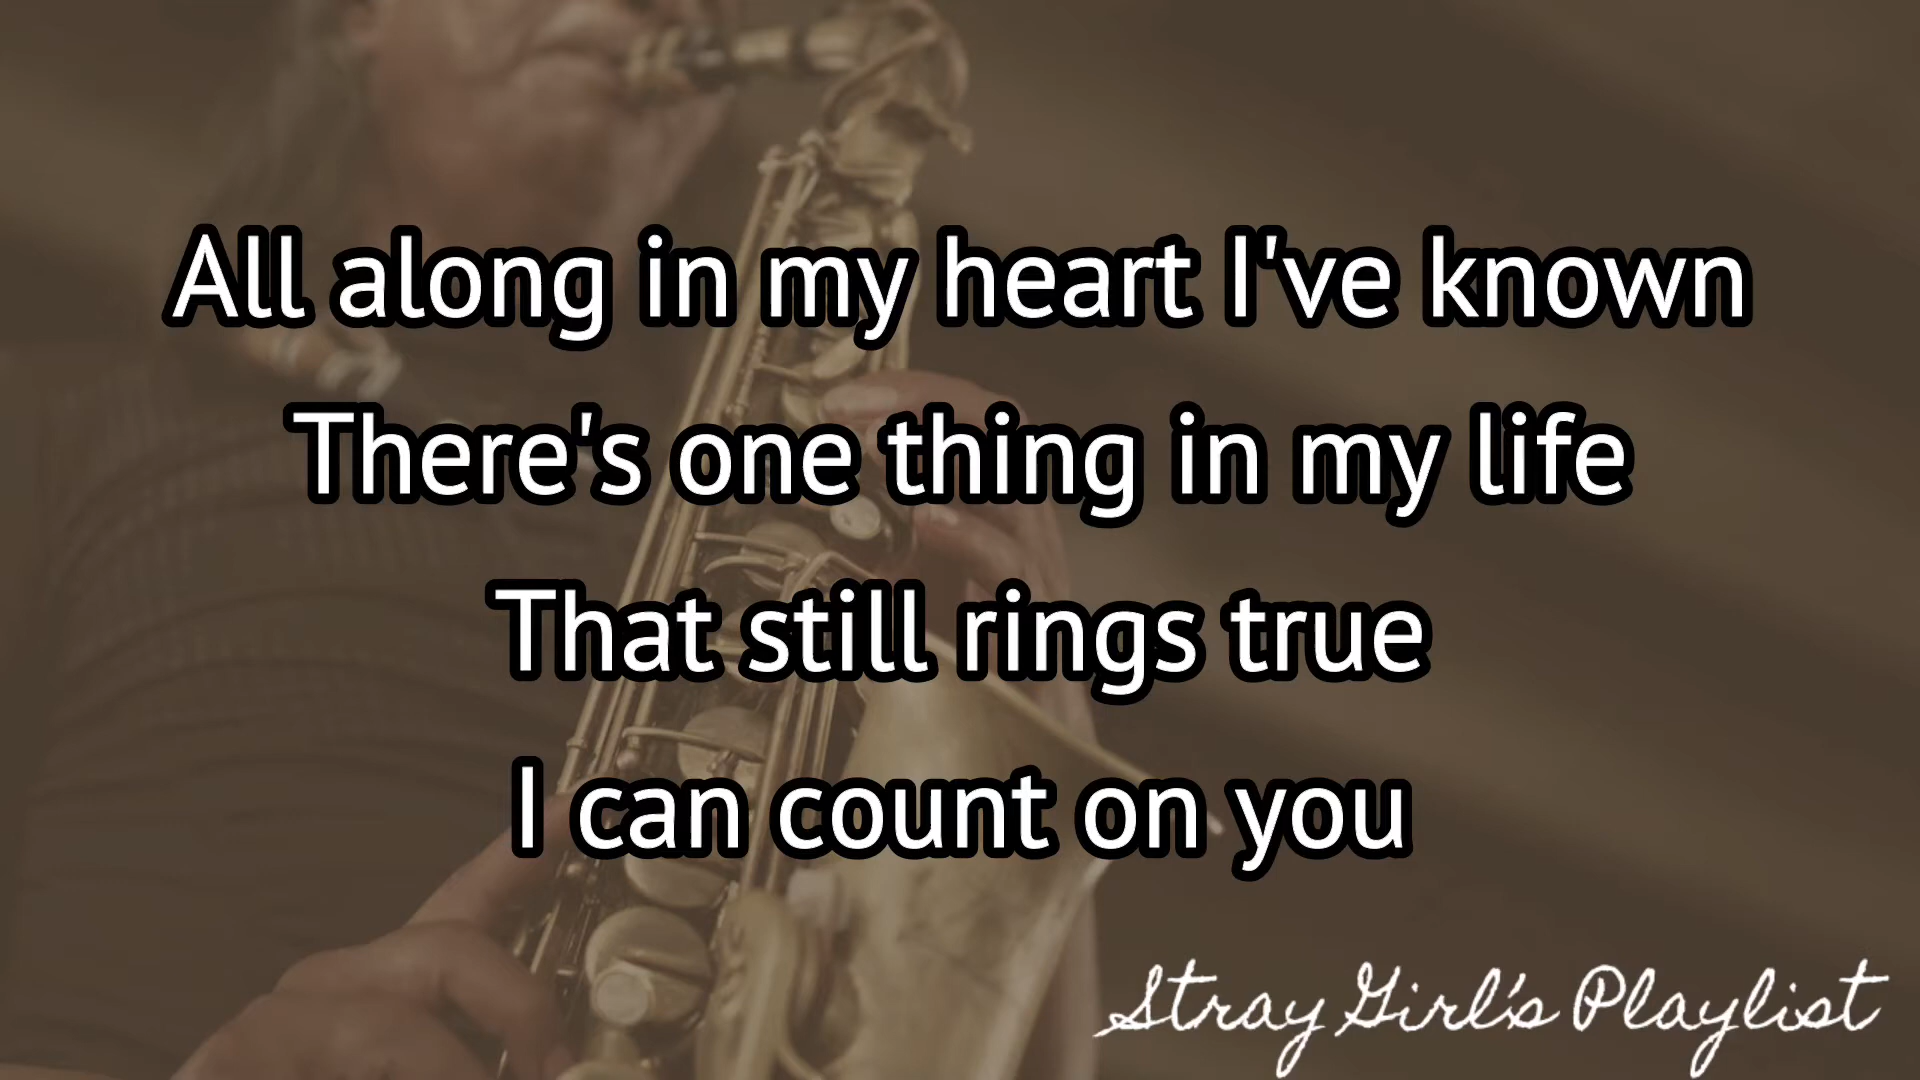 All along in my heart I've known
There's one thing in my life
That still rings true
I can count on you
Stray Girl's Playlist